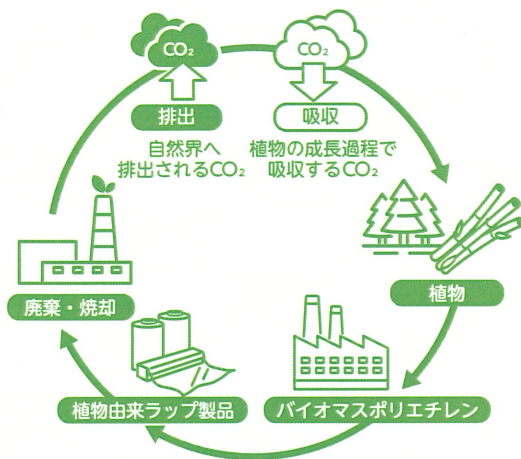 CO₂
CO₂
排出
吸収
自然界へ
排出されるCO₂
植物の成長過程で
吸収するCO₂
植物
廃棄・焼却
植物由来ラップ製品
バイオマスポリエチレン